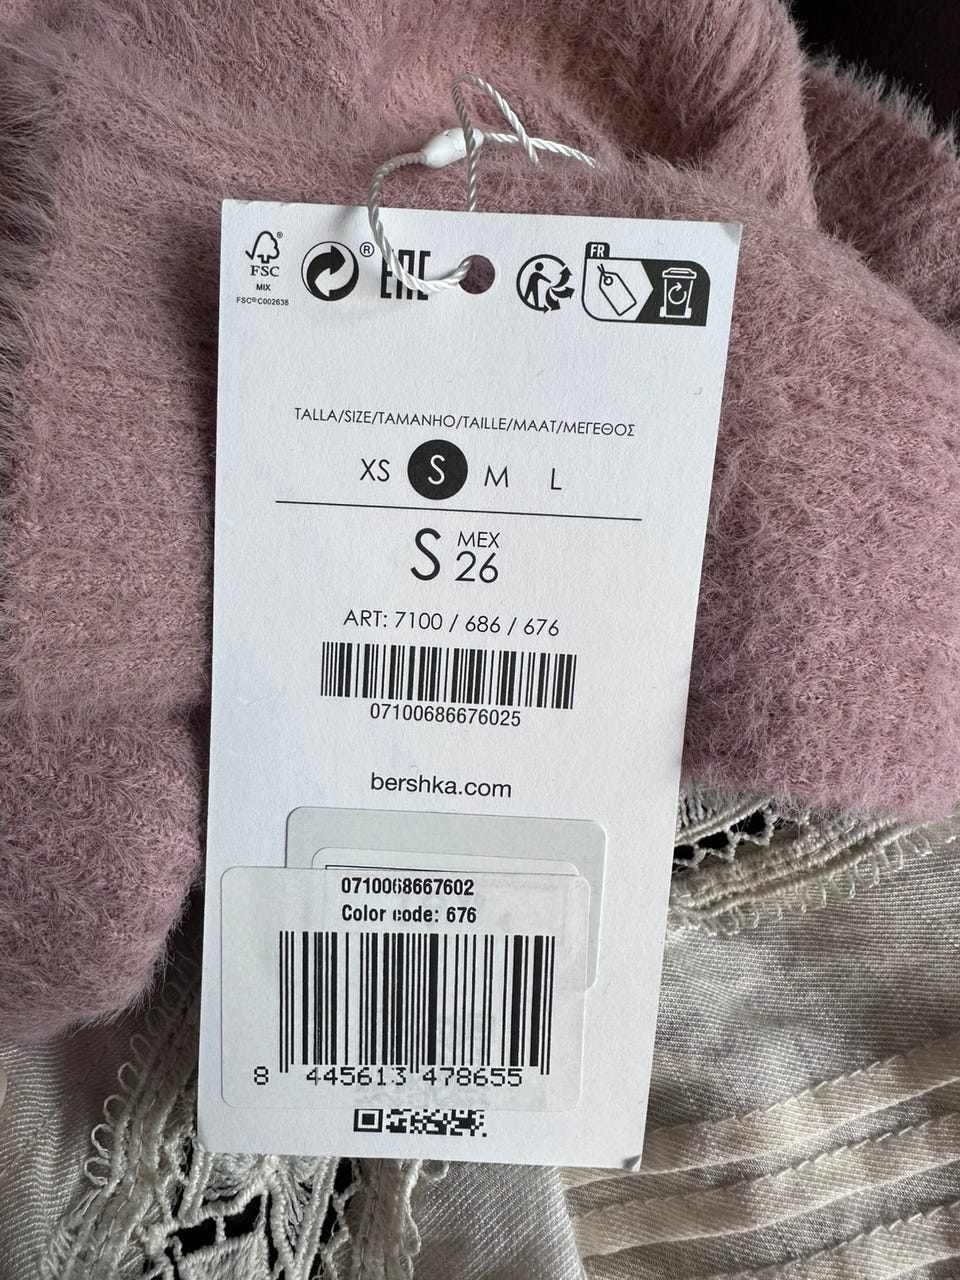 FSC®
MIX
FSC® C002638
®
EAC
FR
TALLA/SIZE/TAMANHO/TAILLE/MAAT/ΜΕΓΕΘΟΣ
XS S M L
S MEX 26
ART: 7100 / 686 / 676
07100686676025
bershka.com
0710068667602
Color code: 676
8 445613 478655